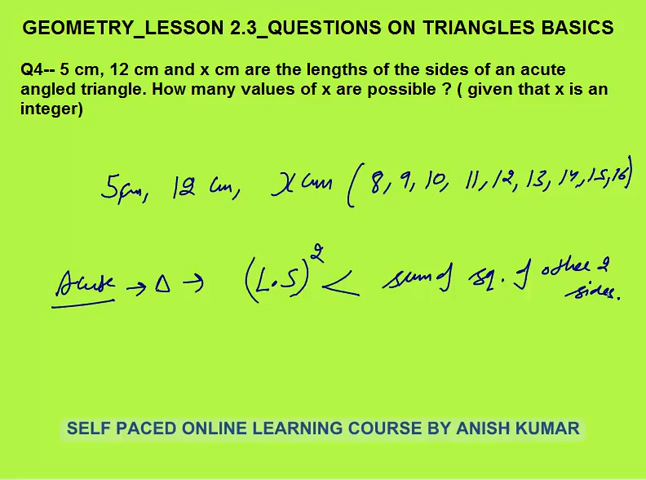 GEOMETRY_LESSON 2.3_QUESTIONS ON TRIANGLES BASICS
Q4-- 5 cm, 12 cm and x cm are the lengths of the sides of an acute
angled triangle. How many values of x are possible ? ( given that x is an
integer)
5cm, 12 cm, x cm (8, 9, 10, 11, 12, 13, 14, 15, 16)
Acute → Δ → (L.S)² < sum of sq. of other 2
sides.
SELF PACED ONLINE LEARNING COURSE BY ANISH KUMAR